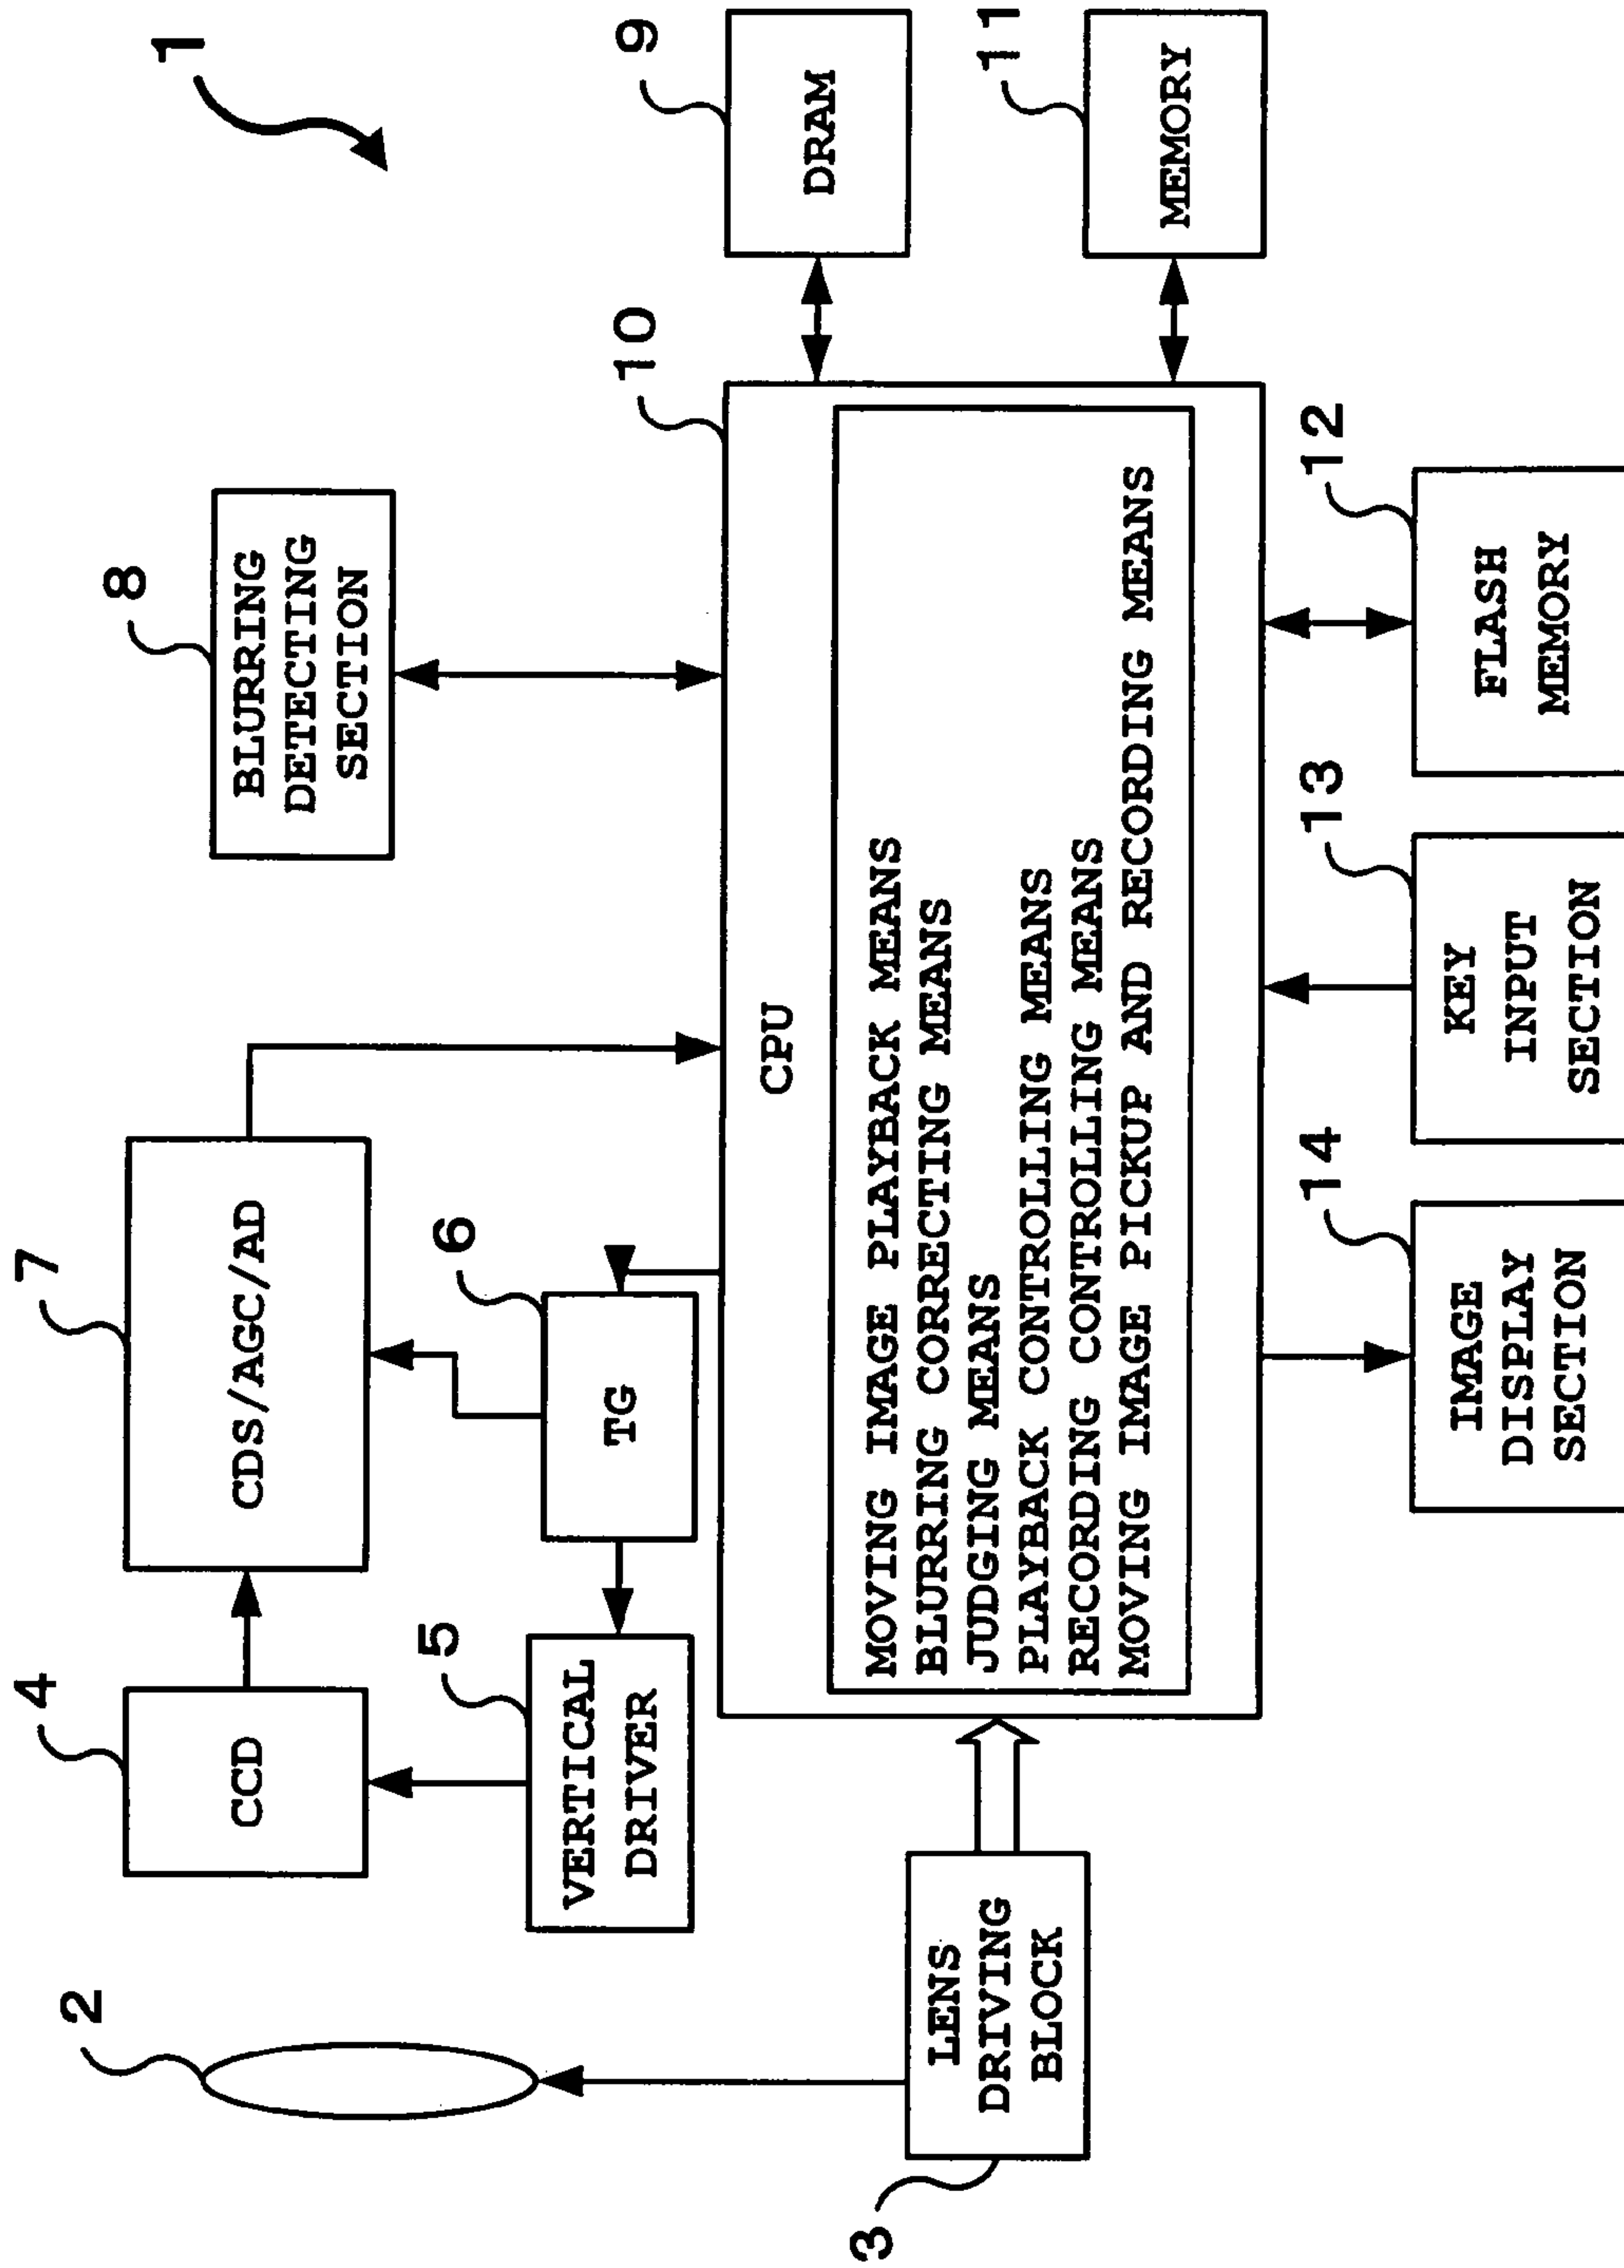 1
2
4
7
8
CCD
CDS/AGC/AD
BLURRING
DETECTING
SECTION
5
6
10
9
VERTICAL
DRIVER
TG
DRAM
CPU
11
MEMORY
MOVING IMAGE PLAYBACK MEANS
BLURRING CORRECTING MEANS
JUDGING MEANS
PLAYBACK CONTROLLING MEANS
RECORDING CONTROLLING MEANS
MOVING IMAGE PICKUP AND RECORDING MEANS
3
LENS
DRIVING
BLOCK
14
13
12
IMAGE
DISPLAY
SECTION
KEY
INPUT
SECTION
FLASH
MEMORY